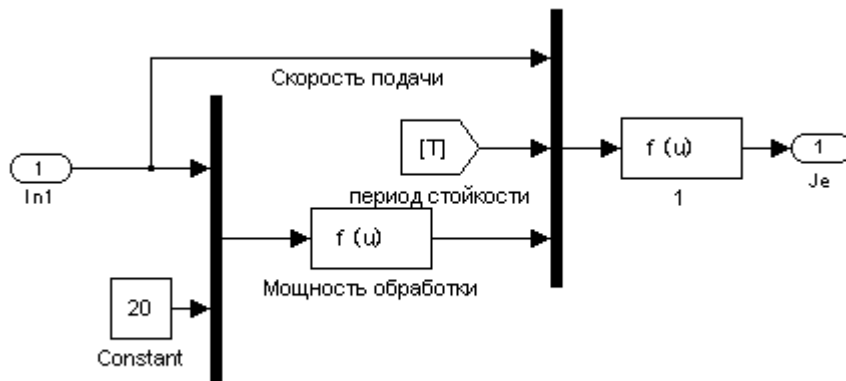 Скорость подачи
1
In1
[T]
f (u)
1
1
Je
период стойкости
f (u)
Мощность обработки
20
Constant